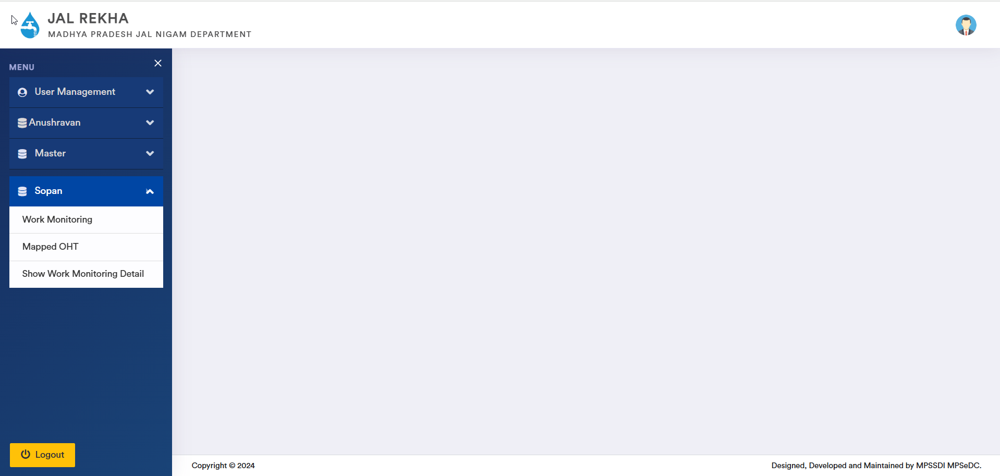 JAL REKHA
MADHYA PRADESH JAL NIGAM DEPARTMENT
MENU
User Management
Anushravan
Master
Sopan
Work Monitoring
Mapped OHT
Show Work Monitoring Detail
Logout
Copyright © 2024
Designed, Developed and Maintained by MPSSDI MPSeDC.